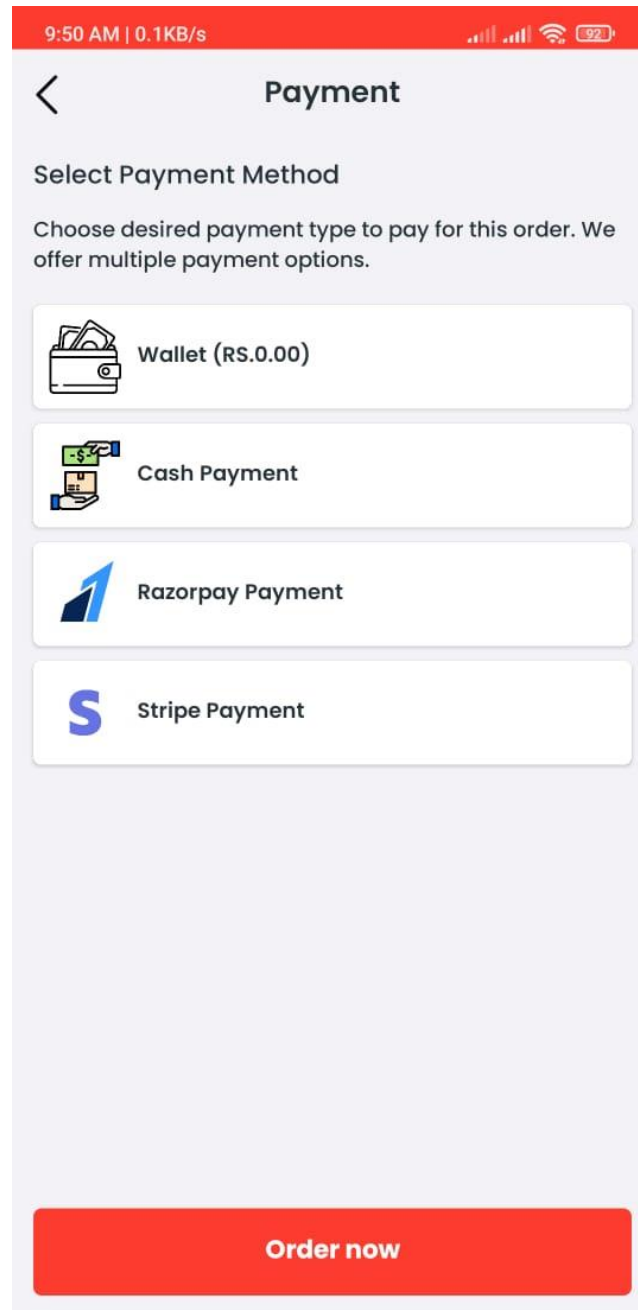 9:50 AM | 0.1KB/s
92
Payment
Select Payment Method
Choose desired payment type to pay for this order. We
offer multiple payment options.
Wallet (RS.0.00)
-$-
Cash Payment
Razorpay Payment
S
Stripe Payment
Order now